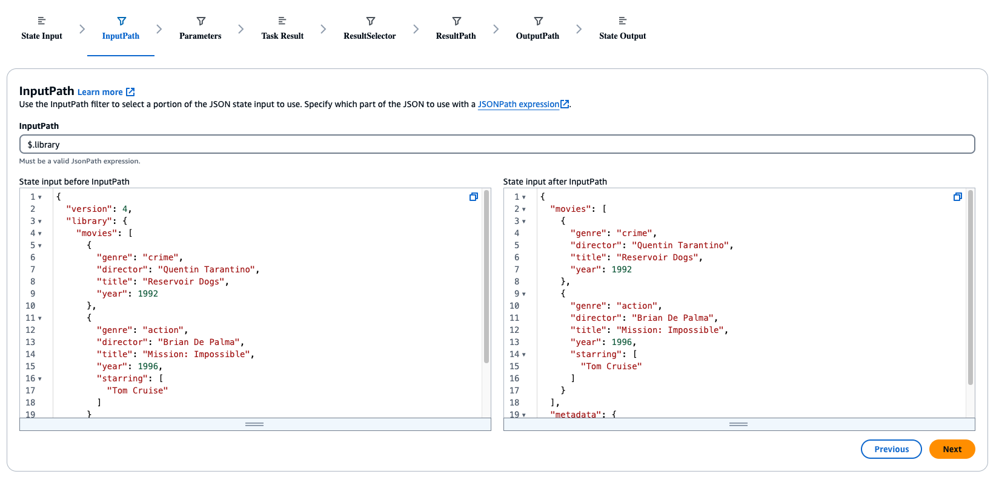 State Input
InputPath
Parameters
Task Result
ResultSelector
ResultPath
OutputPath
State Output
InputPath Learn more
Use the InputPath filter to select a portion of the JSON state input to use. Specify which part of the JSON to use with a JSONPath expression.
InputPath
$.library
Must be a valid JsonPath expression.
State input before InputPath
1 {
2 "version": 4,
3 "library": {
4 "movies": [
5 {
6 "genre": "crime",
7 "director": "Quentin Tarantino",
8 "title": "Reservoir Dogs",
9 "year": 1992
10 },
11 {
12 "genre": "action",
13 "director": "Brian De Palma",
14 "title": "Mission: Impossible",
15 "year": 1996,
16 "starring": [
17 "Tom Cruise"
18 ]
19 }
State input after InputPath
1 {
2 "movies": [
3 {
4 "genre": "crime",
5 "director": "Quentin Tarantino",
6 "title": "Reservoir Dogs",
7 "year": 1992
8 },
9 {
10 "genre": "action",
11 "director": "Brian De Palma",
12 "title": "Mission: Impossible",
13 "year": 1996,
14 "starring": [
15 "Tom Cruise"
16 ]
17 }
18 ],
19 "metadata": {
Previous
Next